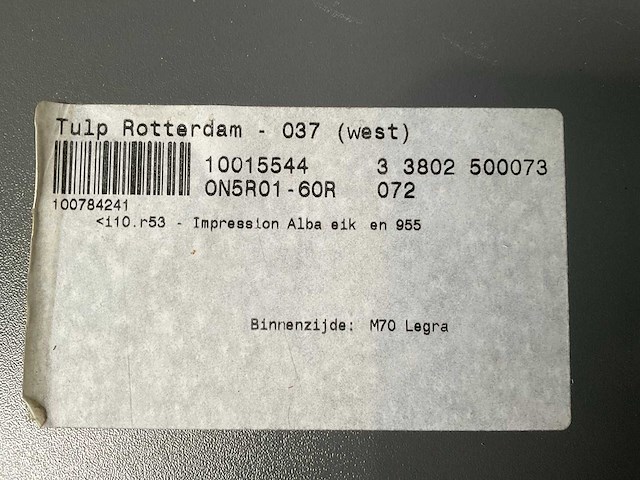 Tulp Rotterdam - 037 (west)
10015544 3 3802 500073
ON5R01-60R 072
100784241
<i10.r53 - Impression Alba eik en 955
Binnenzijde: M70 Legra